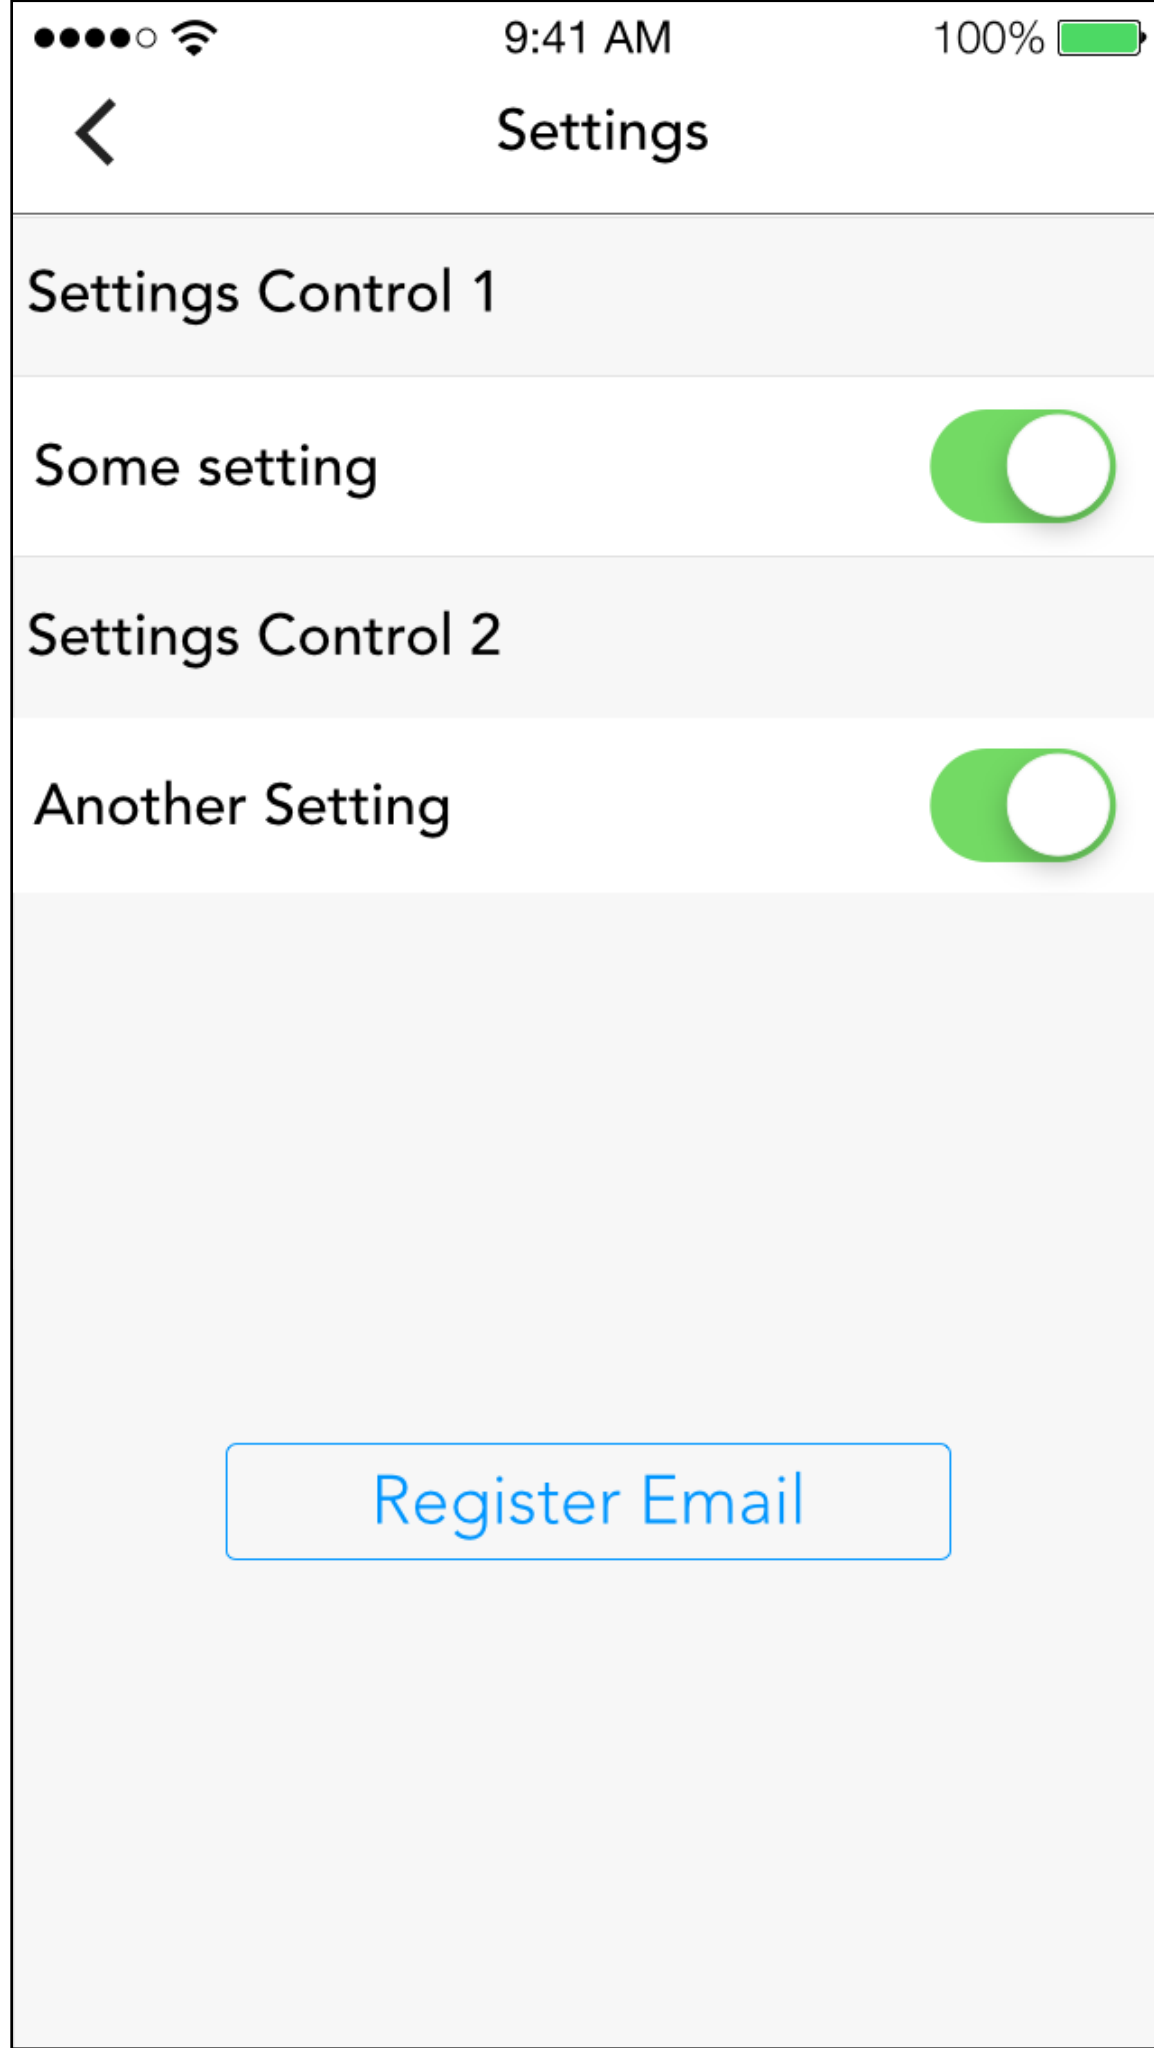 9:41 AM
100%
Settings
Settings Control 1
Some setting
Settings Control 2
Another Setting
Register Email